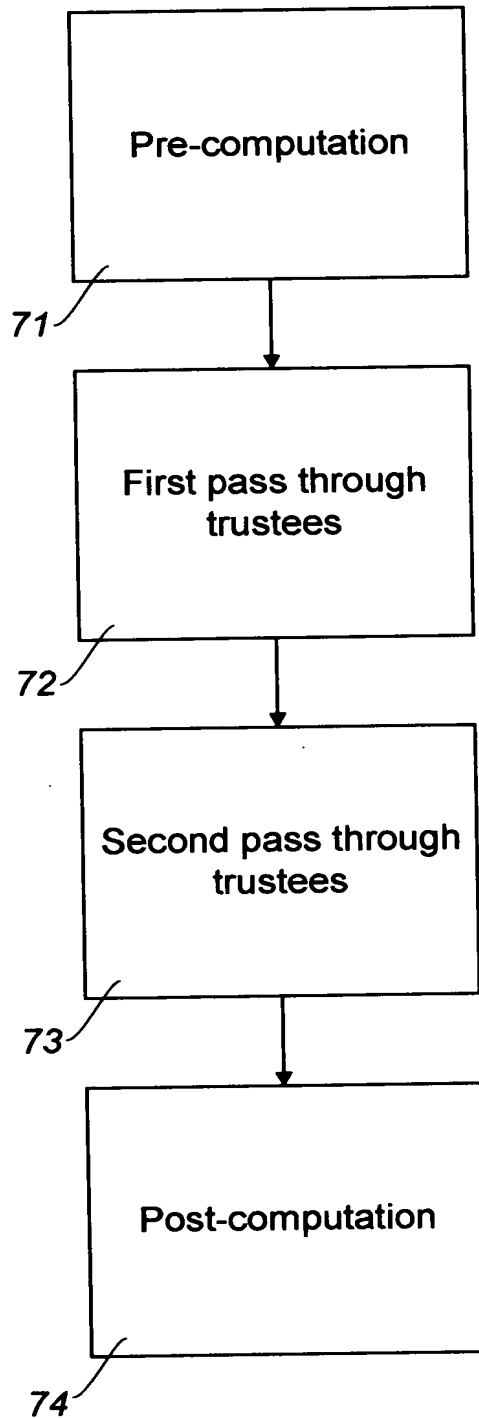 Pre-computation
71
First pass through
trustees
72
Second pass through
trustees
73
Post-computation
74